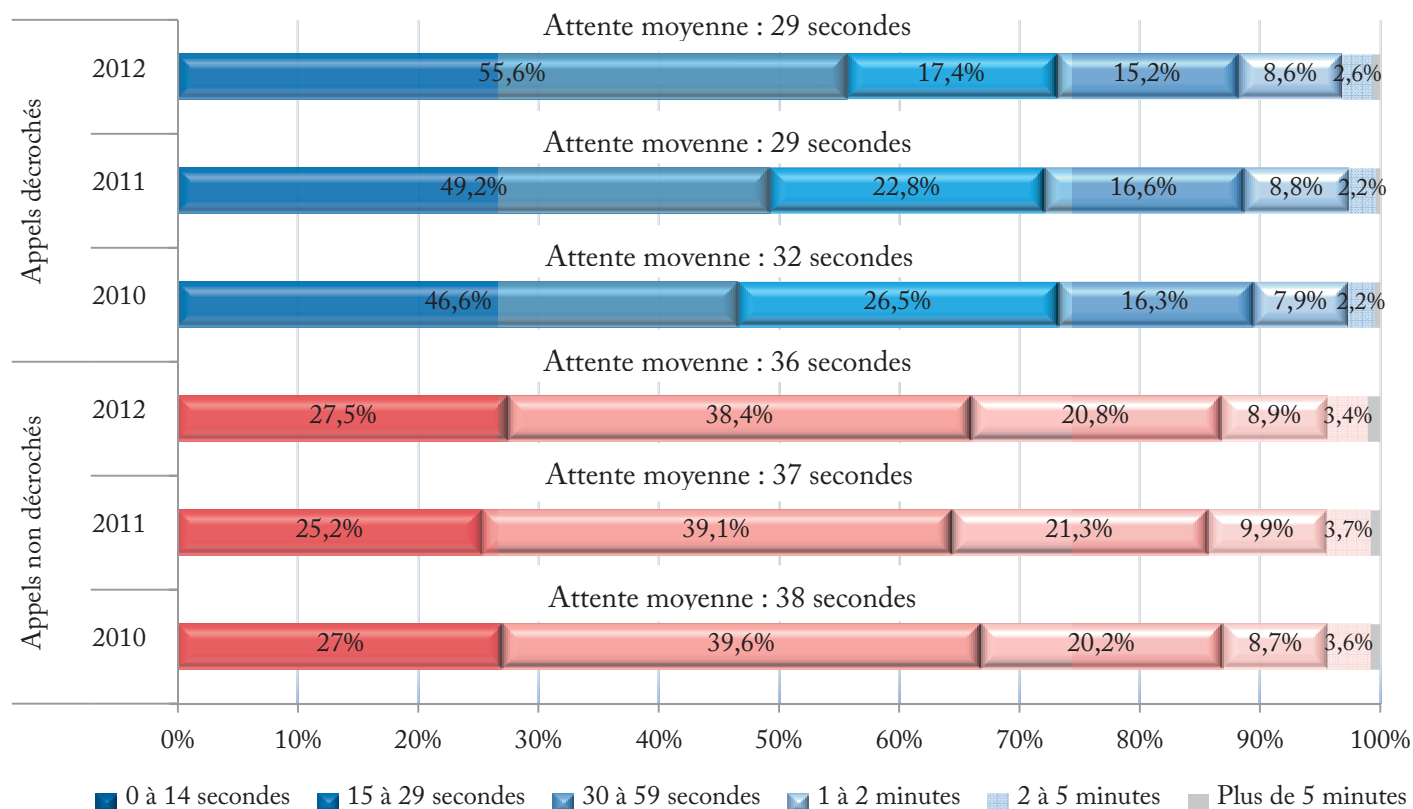 Attente moyenne : 29 secondes
2012
55,6% 17,4% 15,2% 8,6% 2,6%
Attente movenne : 29 secondes
2011
49,2% 22,8% 16,6% 8,8% 2,2%
Attente movenne : 32 secondes
2010
46,6% 26,5% 16,3% 7,9% 2,2%
Appels décrochés
Attente movenne : 36 secondes
2012
27,5% 38,4% 20,8% 8,9% 3,4%
Attente moyenne : 37 secondes
2011
25,2% 39,1% 21,3% 9,9% 3,7%
Attente moyenne : 38 secondes
2010
27% 39,6% 20,2% 8,7% 3,6%
Appels non décrochés
0% 10% 20% 30% 40% 50% 60% 70% 80% 90% 100%
0 à 14 secondes 15 à 29 secondes 30 à 59 secondes 1 à 2 minutes 2 à 5 minutes Plus de 5 minutes